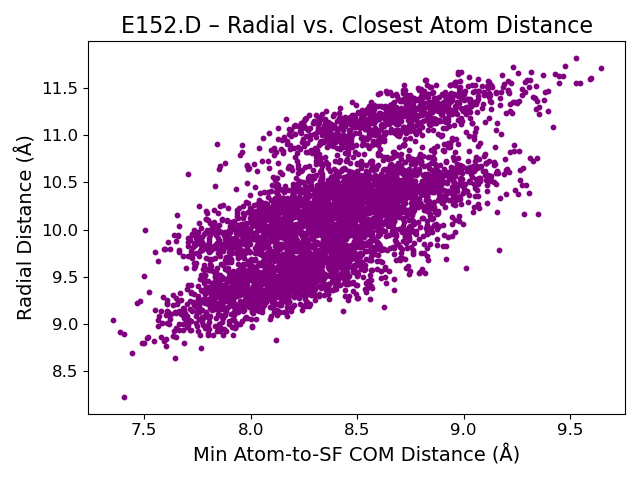 E152.D – Radial vs. Closest Atom Distance
Radial Distance (Å)
11.5
11.0
10.5
10.0
9.5
9.0
8.5
7.5 8.0 8.5 9.0 9.5
Min Atom-to-SF COM Distance (Å)